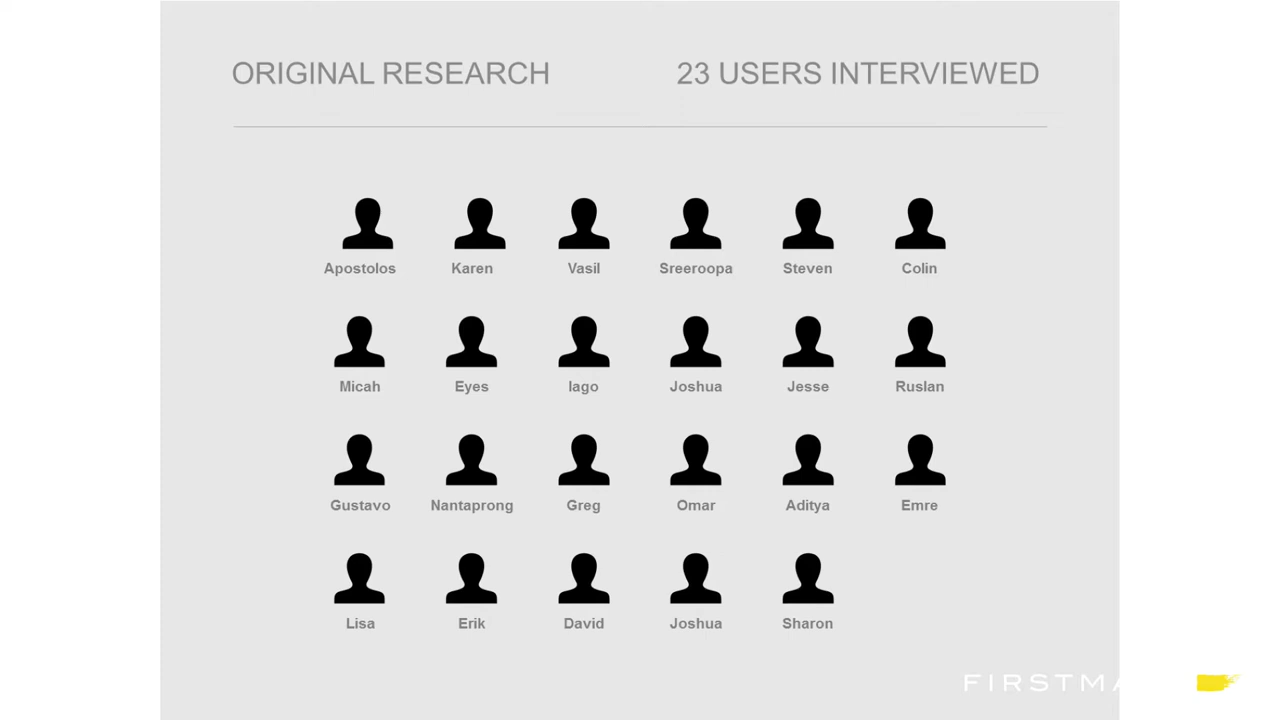 ORIGINAL RESEARCH 23 USERS INTERVIEWED
Apostolos Karen Vasil Sreeroopa Steven Colin
Micah Eyes Iago Joshua Jesse Ruslan
Gustavo Nantaprong Greg Omar Aditya Emre
Lisa Erik David Joshua Sharon
FIRSTMA